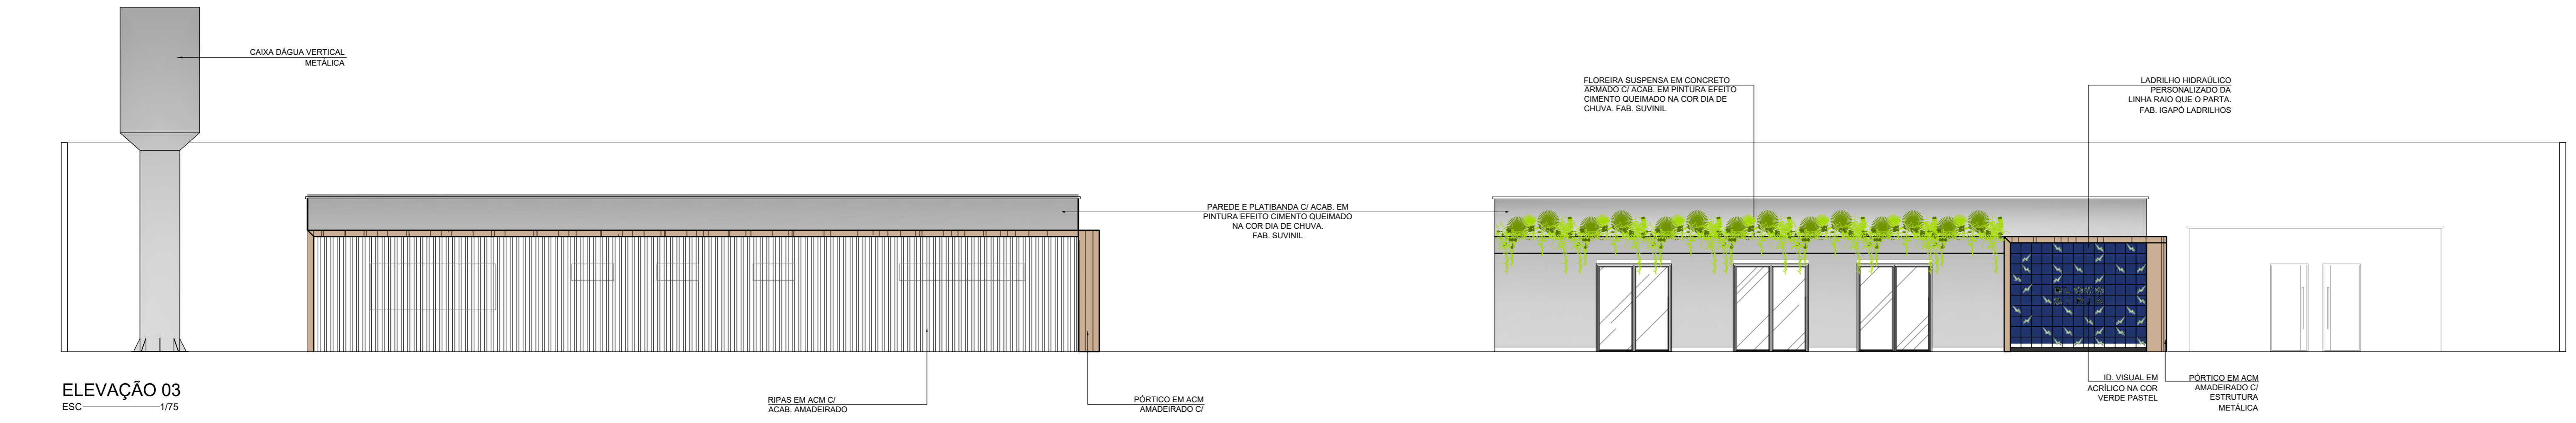 CAIXA DÁGUA VERTICAL
METÁLICA
FLOREIRA SUSPENSA EM CONCRETO
ARMADO C/ ACAB. EM PINTURA EFEITO
CIMENTO QUEIMADO NA COR DIA DE
CHUVA. FAB. SUVINIL
LADRILHO HIDRAÚLICO
PERSONALIZADO DA
LINHA RAIO QUE O PARTA.
FAB. IGAPÓ LADRILHOS
PAREDE E PLATIBANDA C/ ACAB. EM
PINTURA EFEITO CIMENTO QUEIMADO
NA COR DIA DE CHUVA.
FAB. SUVINIL
ELEVAÇÃO 03
ESC 1/75
RIPAS EM ACM C/
ACAB. AMADEIRADO
PÓRTICO EM ACM
AMADEIRADO C/
ID. VISUAL EM
ACRÍLICO NA COR
VERDE PASTEL
PÓRTICO EM ACM
AMADEIRADO C/
ESTRUTURA
METÁLICA